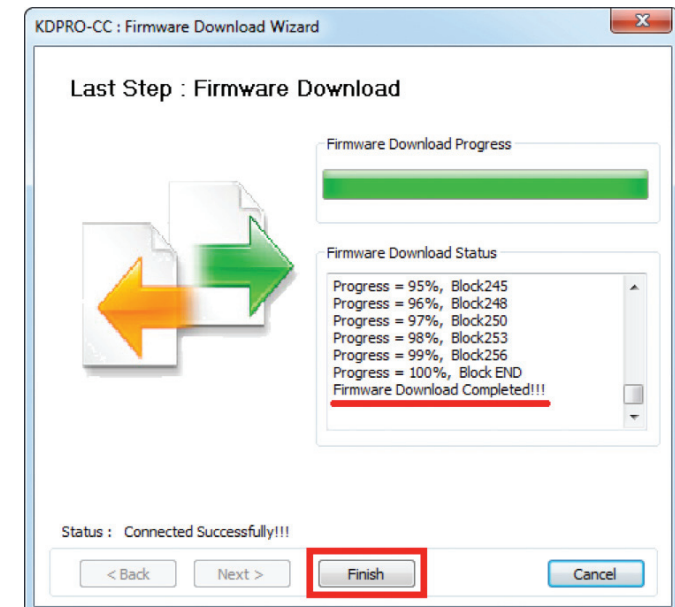 KDPRO-CC : Firmware Download Wizard
Last Step : Firmware Download
Firmware Download Progress
Firmware Download Status
Progress = 95%, Block245
Progress = 96%, Block248
Progress = 97%, Block250
Progress = 98%, Block253
Progress = 99%, Block256
Progress = 100%, Block END
Firmware Download Completed!!!
Status : Connected Successfully!!!
< Back Next > Finish Cancel